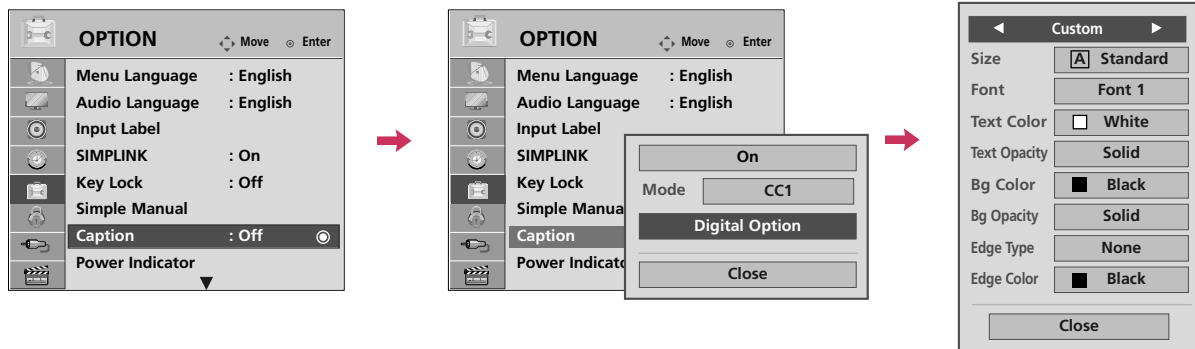 OPTION Move Enter
Menu Language : English
Audio Language : English
Input Label
SIMPLINK : On
Key Lock : Off
Simple Manual
Caption : Off
Power Indicator
OPTION Move Enter
Menu Language : English
Audio Language : English
Input Label
SIMPLINK
Key Lock
Simple Manua
Caption
Power Indicato
On
Mode CC1
Digital Option
Close
Custom
Size A Standard
Font Font 1
Text Color White
Text Opacity Solid
Bg Color Black
Bg Opacity Solid
Edge Type None
Edge Color Black
Close